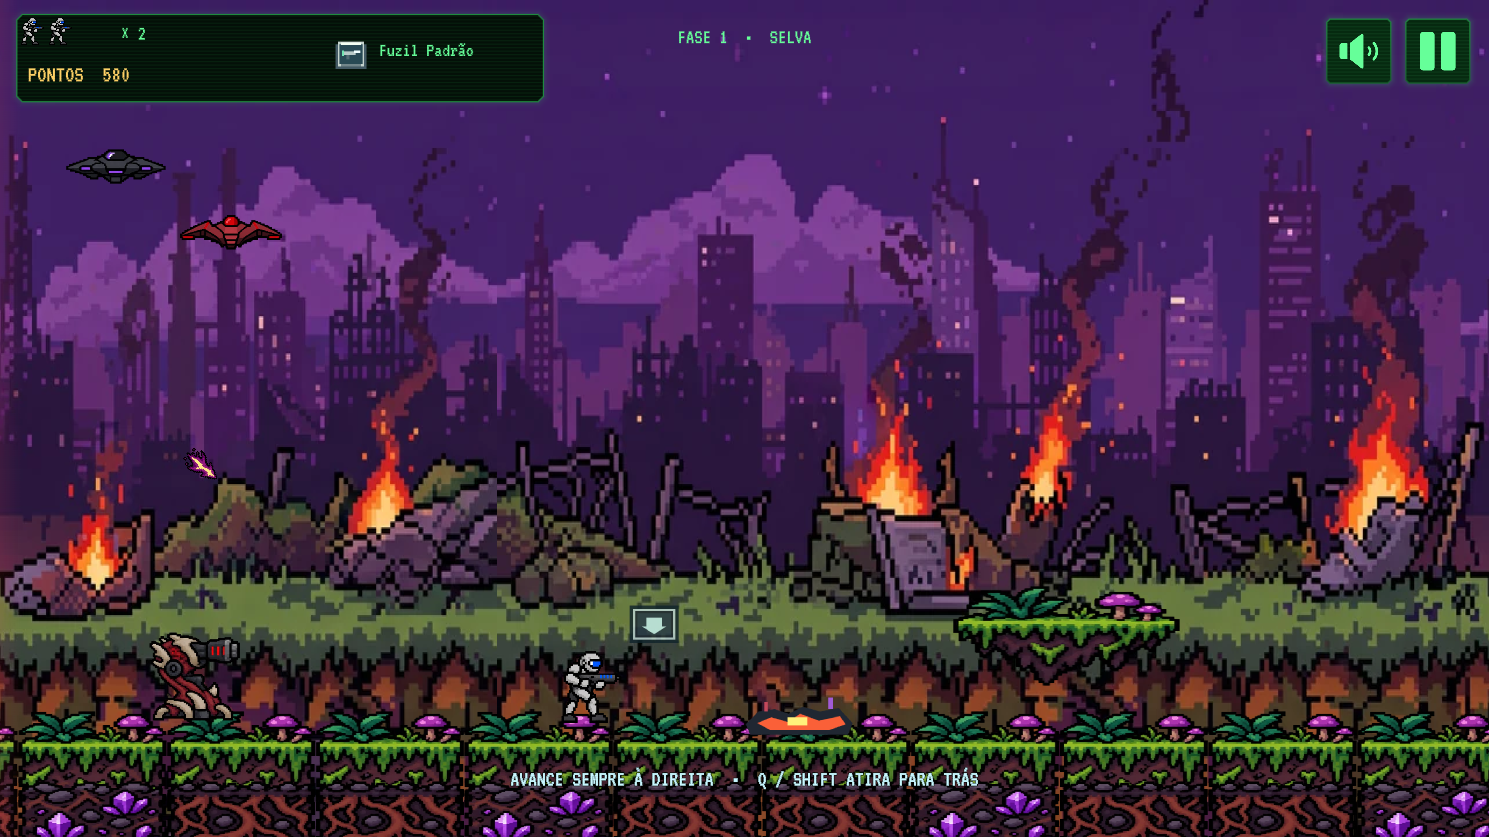 X 2
Fuzil Padrão
PONTOS 580
FASE 1 · SELVA
AVANCE SEMPRE À DIREITA · Q / SHIFT ATIRA PARA TRÁS